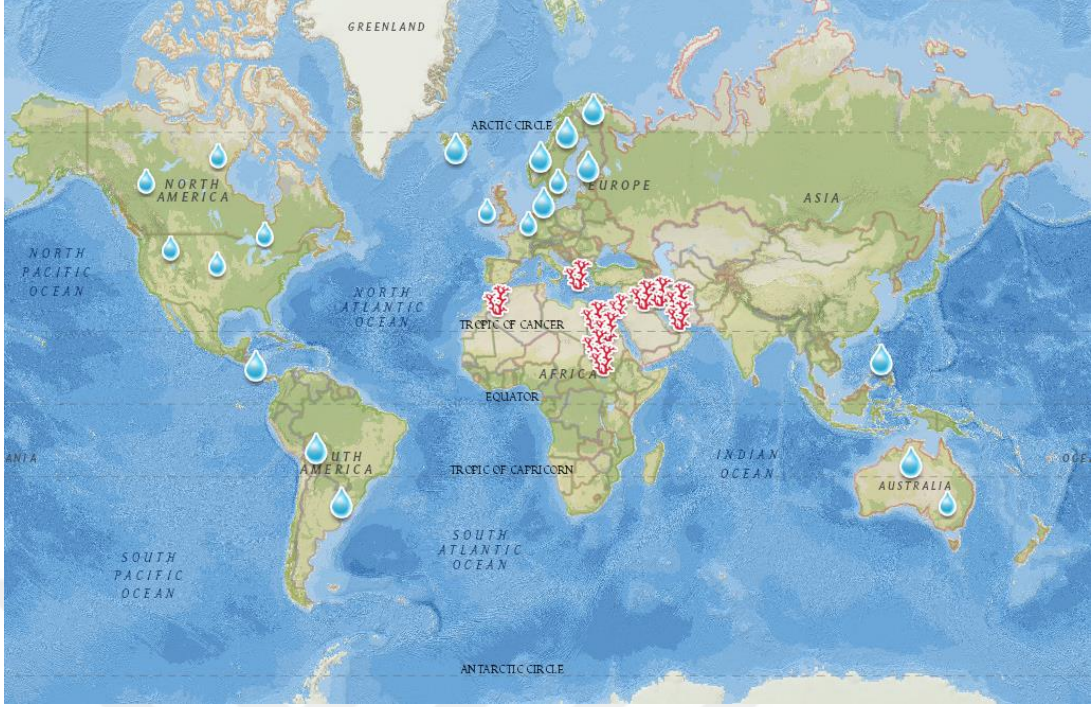 GREENLAND
ARCTIC CIRCLE
NORTH
AMERICA
EUROPE
ASIA
NORTH
PACIFIC
OCEAN
NORTH
ATLANTIC
OCEAN
TROPIC OF CANCER
AFRICA
EQUATOR
ANIA
UTH
AMERICA
TROPIC OF CAPRICORN
INDIAN
OCEAN
AUSTRALIA
OCE
SOUTH
PACIFIC
OCEAN
SOUTH
ATLANTIC
OCEAN
ANTARCTIC CIRCLE